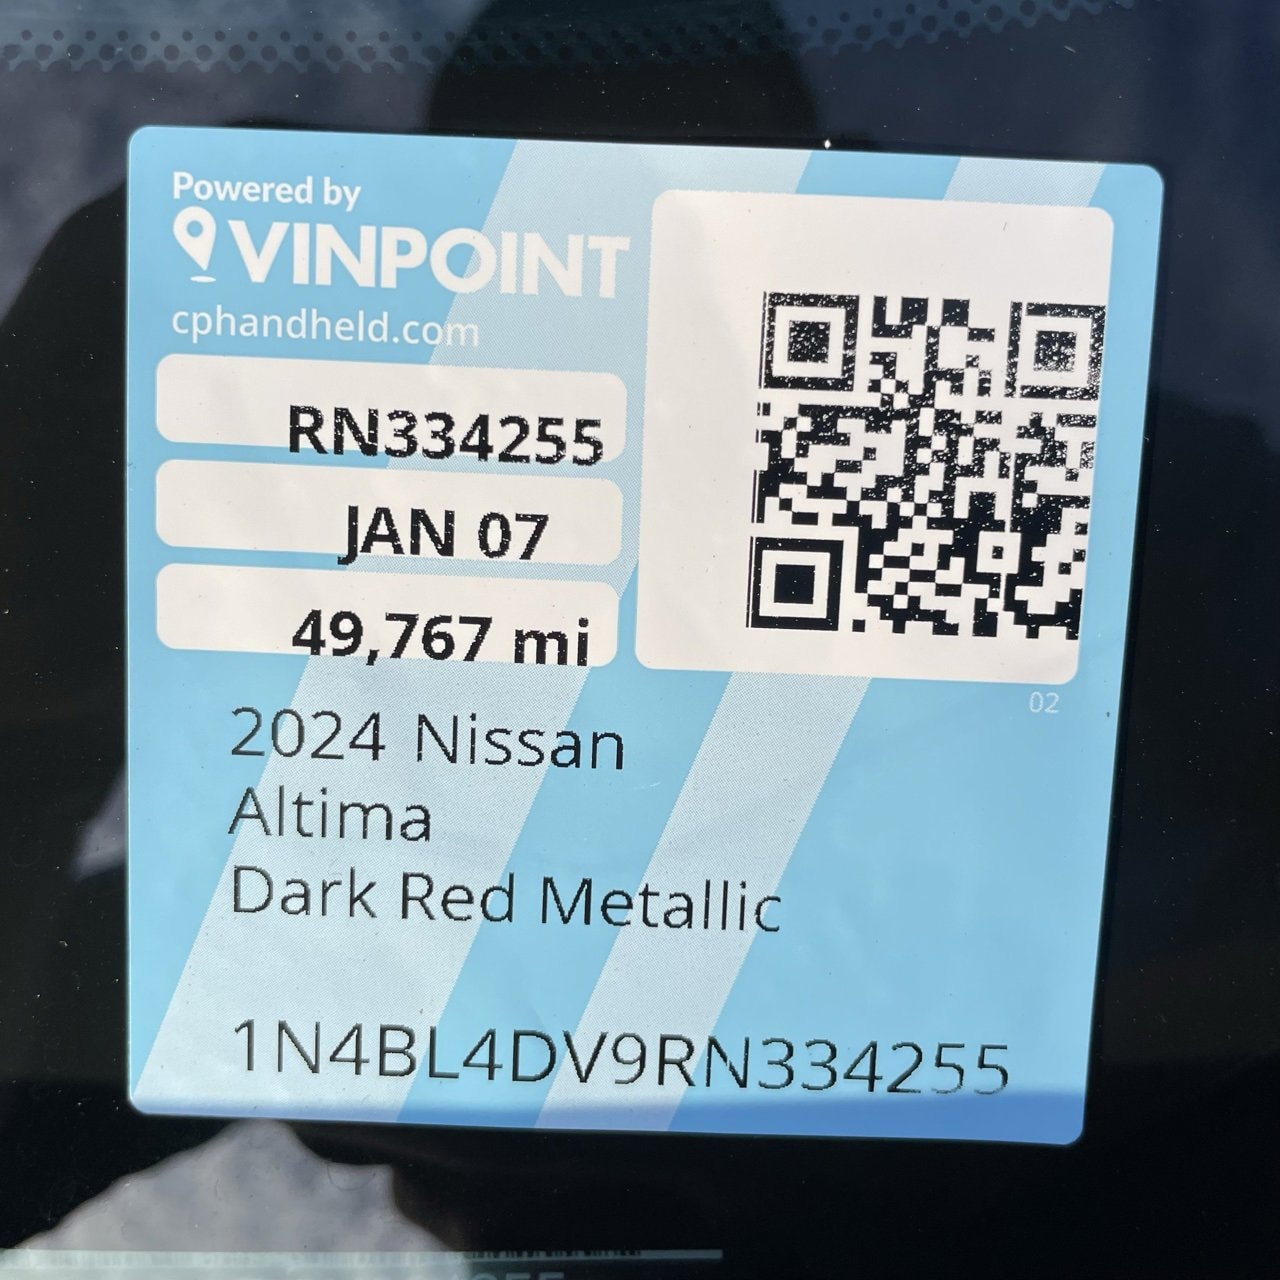 Powered by
VINPOINT
cphandheld.com
RN334255
JAN 07
49,767 mi
02
2024 Nissan
Altima
Dark Red Metallic
1N4BL4DV9RN334255